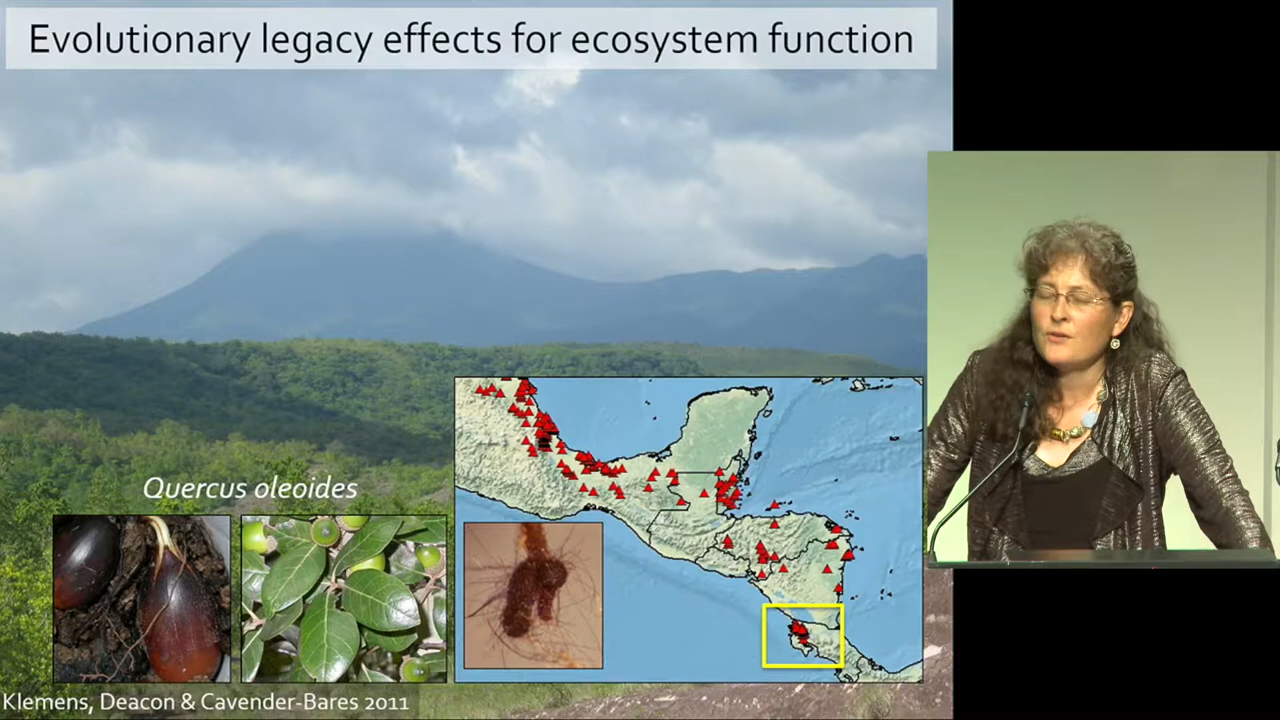 Evolutionary legacy effects for ecosystem function
Quercus oleoides
Klemens, Deacon & Cavender-Bares 2011